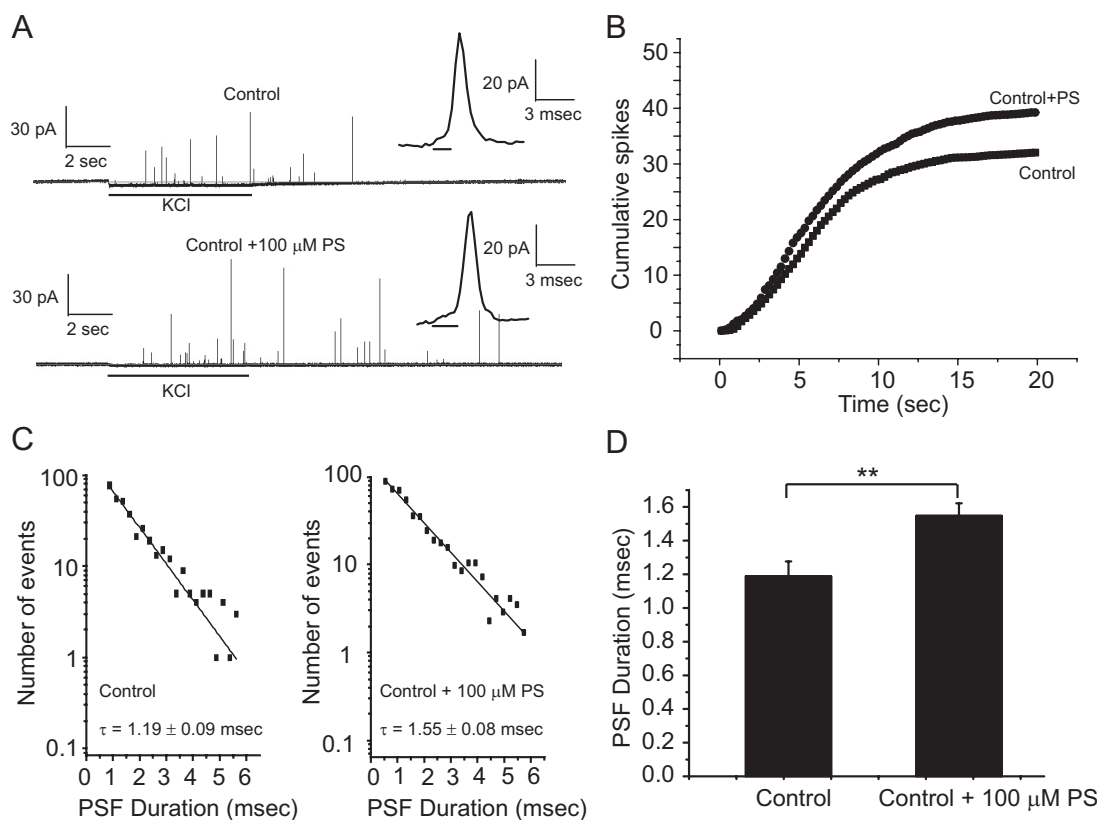 A
Control
30 pA
2 sec
20 pA
3 msec
KCl
Control +100 μM PS
30 pA
2 sec
20 pA
3 msec
KCl
B
Cumulative spikes
50
40
30
20
10
0
Control+PS
Control
0 5 10 15 20
Time (sec)
C
Number of events
100
10
1
0.1
Control
τ = 1.19 ± 0.09 msec
0 1 2 3 4 5 6
PSF Duration (msec)
Number of events
100
10
1
0.1
Control + 100 μM PS
τ = 1.55 ± 0.08 msec
0 1 2 3 4 5 6
PSF Duration (msec)
D
PSF Duration (msec)
1.6
1.4
1.2
1.0
0.8
0.6
0.4
0.2
0.0
**
Control
Control + 100 μM PS